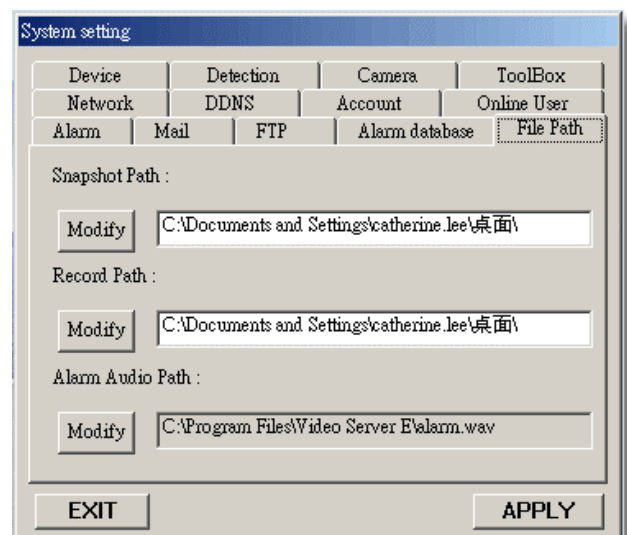 System setting
Device Detection Camera ToolBox
Network DDNS Account Online User
Alarm Mail FTP Alarm database File Path
Snapshot Path :
Modify C:\Documents and Settings\catherine.lee\桌面\
Record Path :
Modify C:\Documents and Settings\catherine.lee\桌面\
Alarm Audio Path :
Modify C:\Program Files\Video Server E\alarm.wav
EXIT APPLY